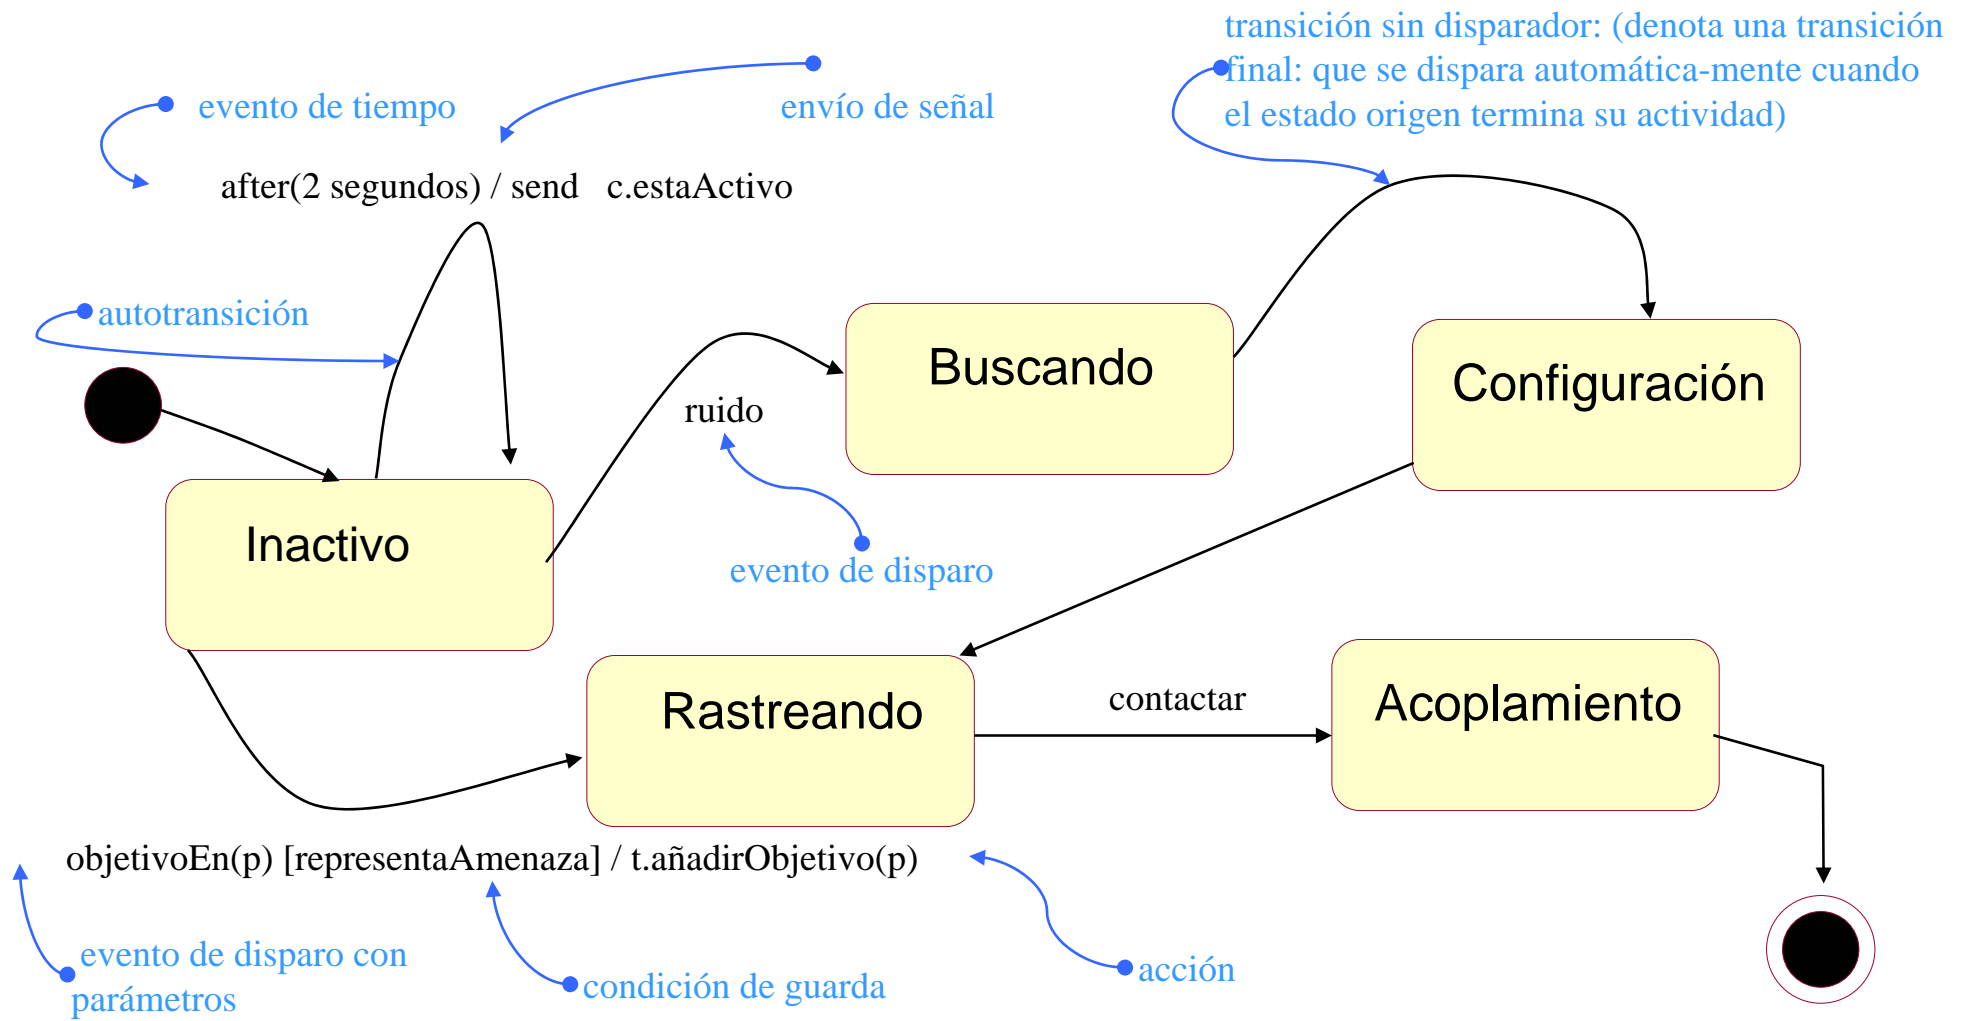 transición sin disparador: (denota una transición
final: que se dispara automática-mente cuando
el estado origen termina su actividad)
evento de tiempo
envío de señal
after(2 segundos) / send   c.estaActivo
autotransición
Buscando
Configuración
ruido
Inactivo
evento de disparo
Rastreando
contactar
Acoplamiento
objetivoEn(p) [representaAmenaza] / t.añadirObjetivo(p)
evento de disparo con
parámetros
condición de guarda
acción